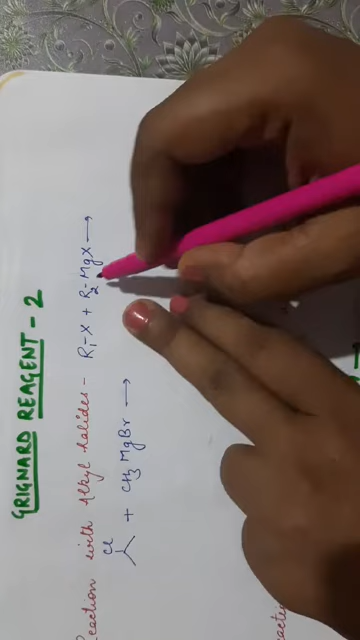 GRIGNARD REAGENT - 2
Reaction with Alkyl halides - R₁-X + R₂-MgX →
Cl
+ CH₃MgBr →